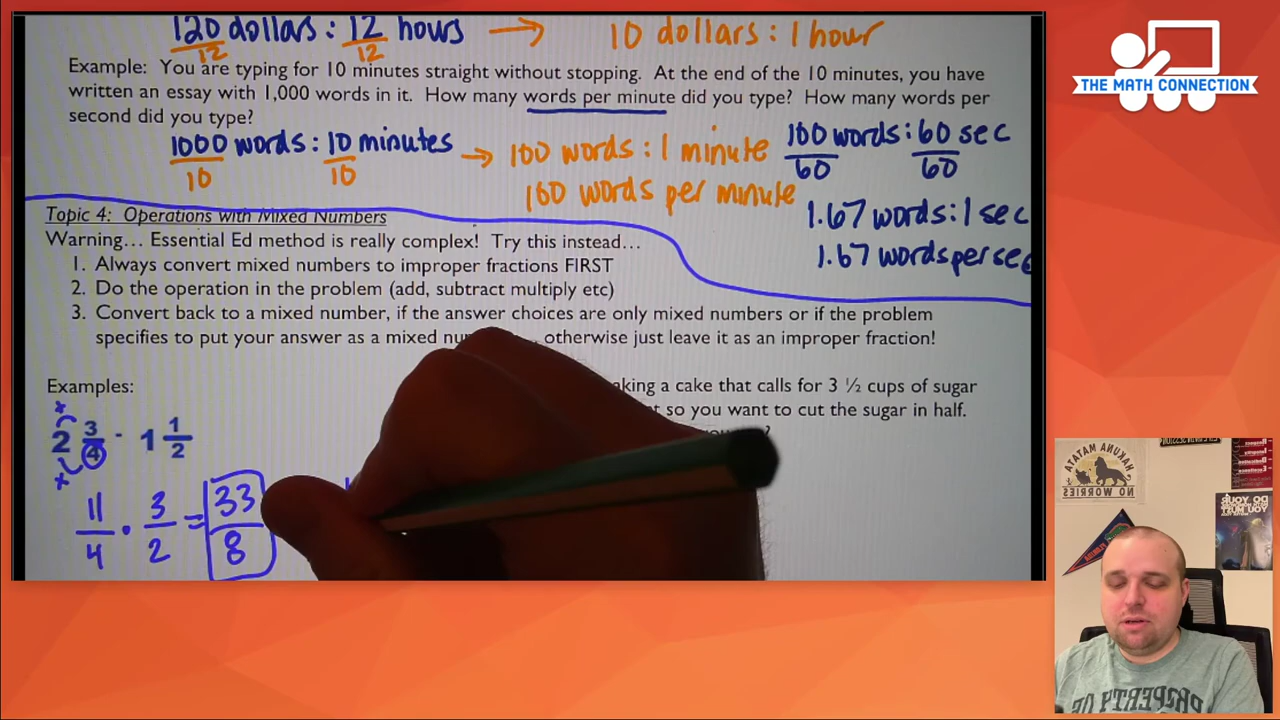 120 dollars : 12 hours → 10 dollars : 1 hour
12 12
Example: You are typing for 10 minutes straight without stopping. At the end of the 10 minutes, you have
written an essay with 1,000 words in it. How many words per minute did you type? How many words per
second did you type?
1000 words : 10 minutes → 100 words : 1 minute
10 10
100 words per minute
100 words : 60 sec
60 60
1.67 words : 1 sec
1.67 words per sec
Topic 4: Operations with Mixed Numbers
Warning… Essential Ed method is really complex! Try this instead…
1. Always convert mixed numbers to improper fractions FIRST
2. Do the operation in the problem (add, subtract multiply etc)
3. Convert back to a mixed number, if the answer choices are only mixed numbers or if the problem
specifies to put your answer as a mixed otherwise just leave it as an improper fraction!
Examples:
aking a cake that calls for 3 ½ cups of sugar
so you want to cut the sugar in half.
2 3/4 · 1 1/2
11/4 · 3/2 = 33/8
THE MATH CONNECTION
HAKUNA MATATA
NO WORRIES
DO YOUR
YOU MUST
PROPERTY OF